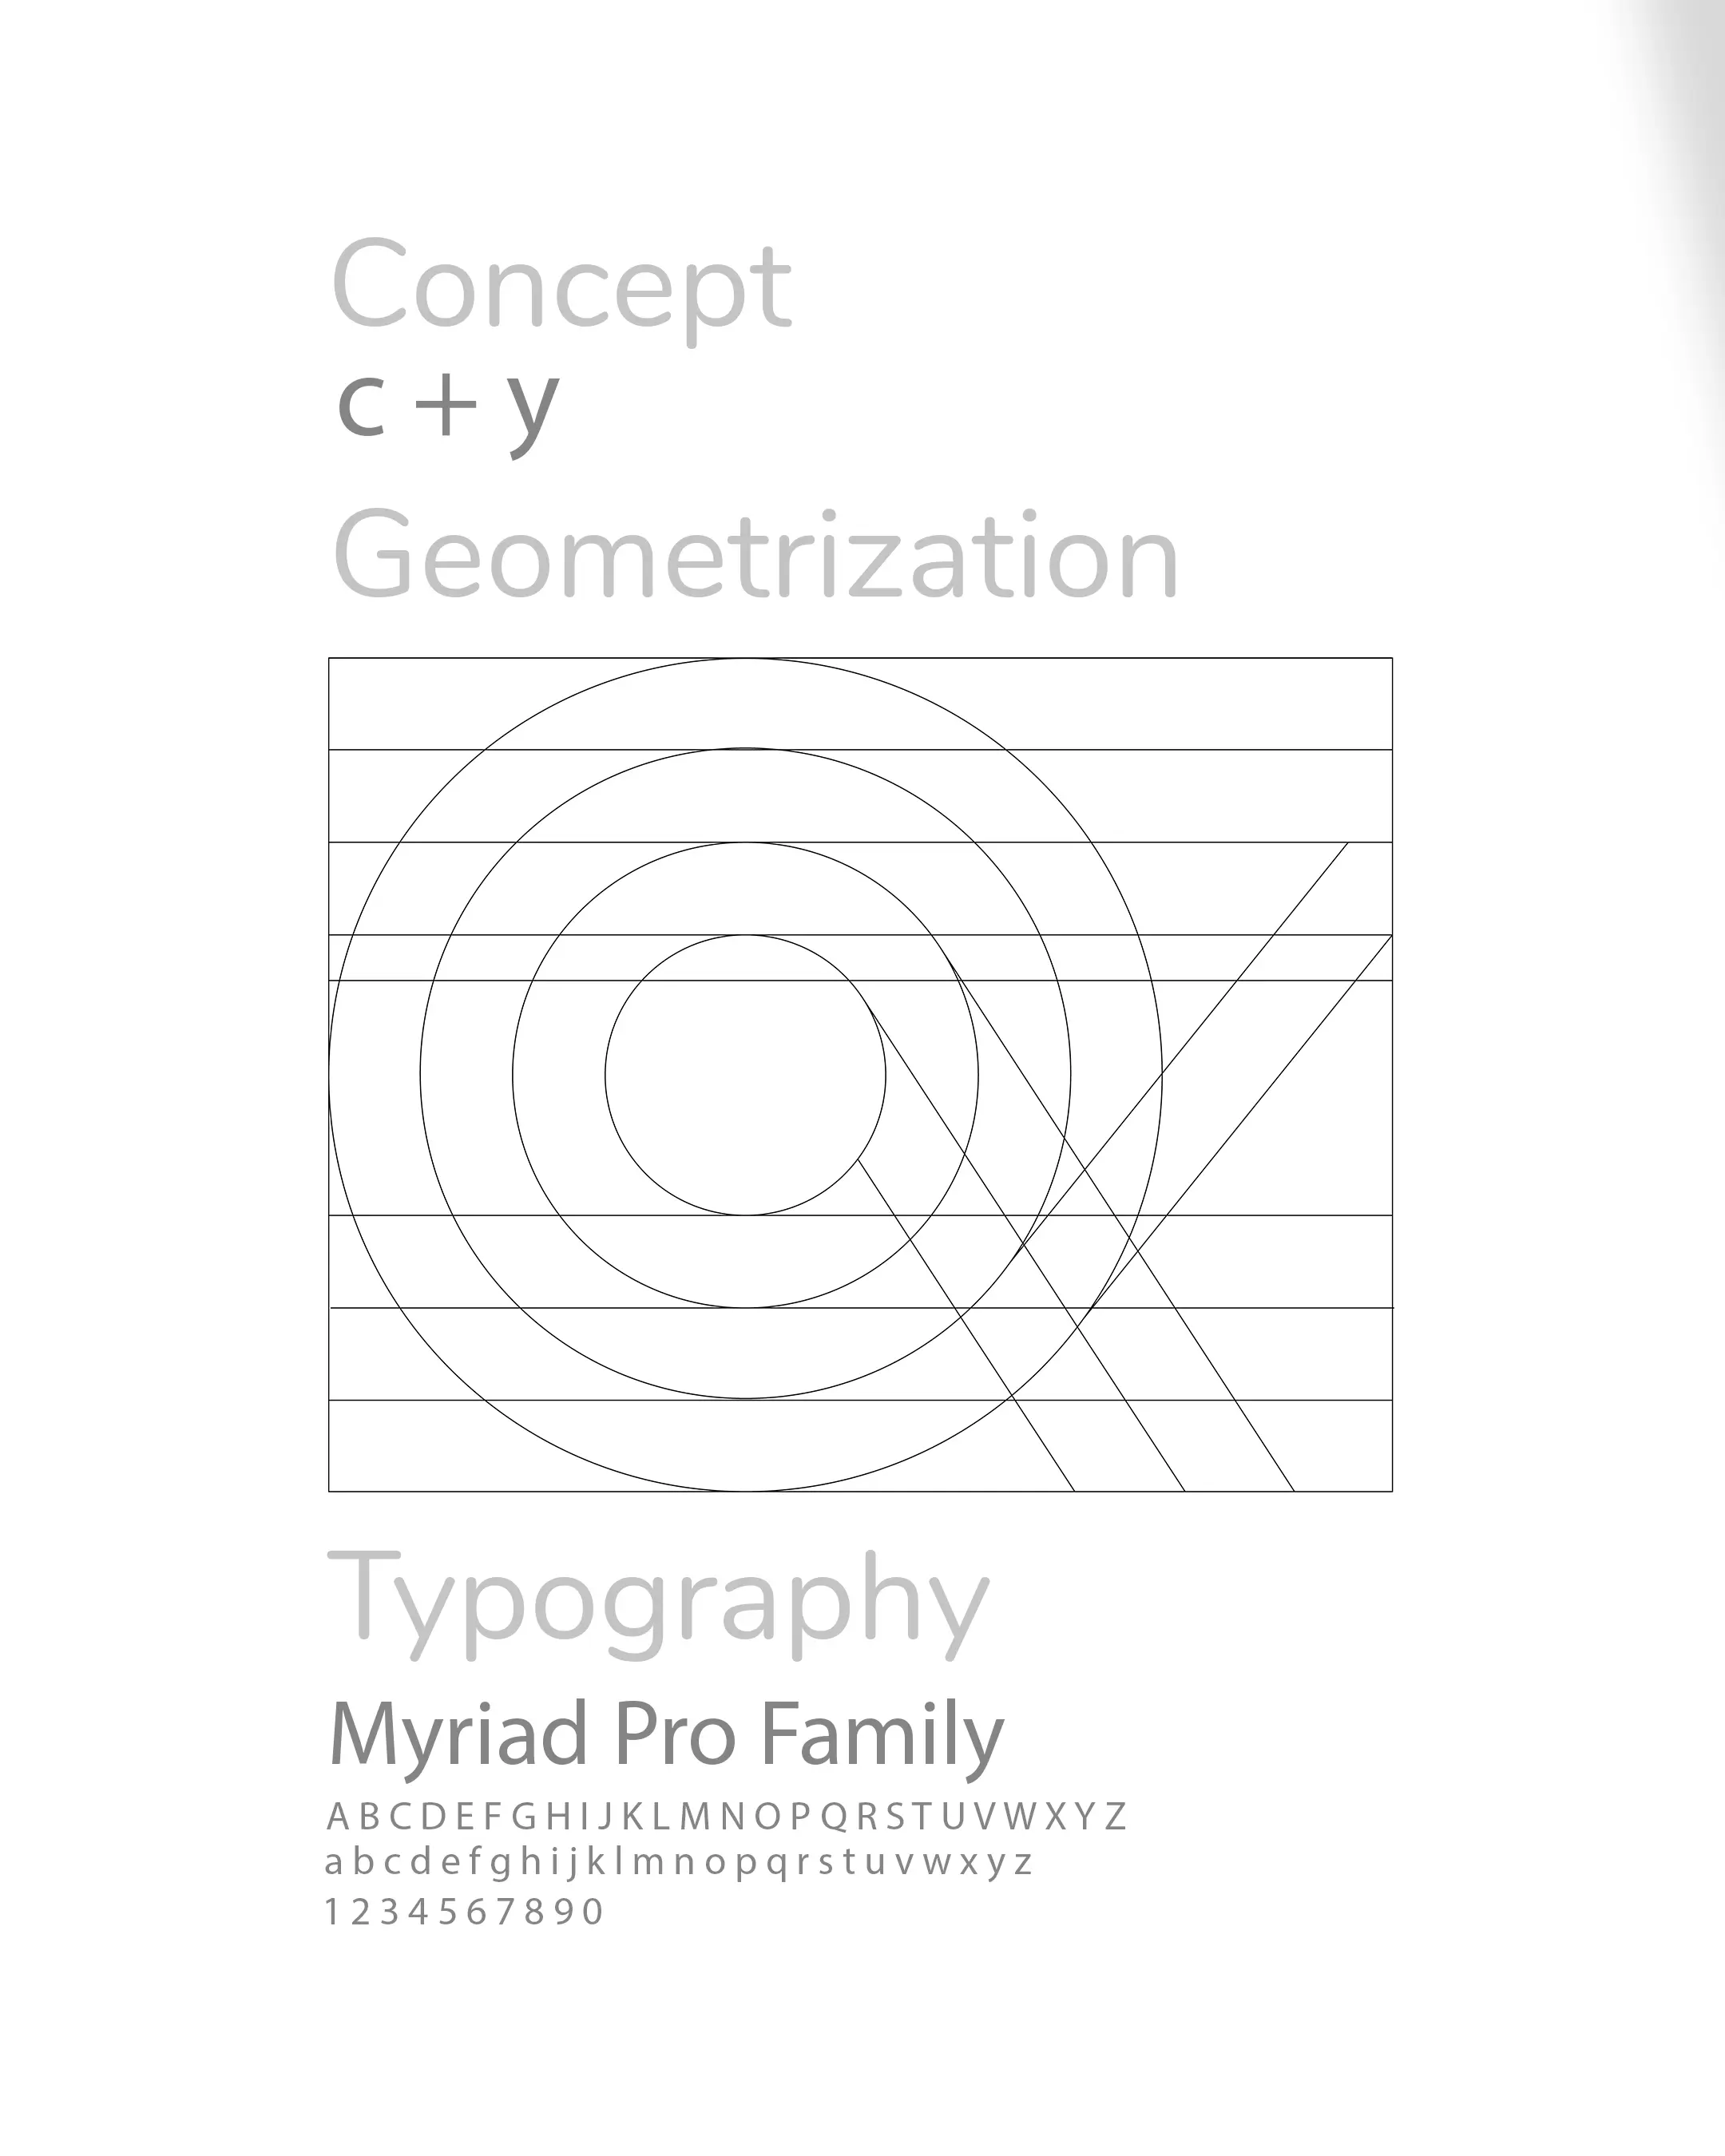 Concept
c + y
Geometrization
Typography
Myriad Pro Family
A B C D E F G H I J K L M N O P Q R S T U V W X Y Z
a b c d e f g h i j k l m n o p q r s t u v w x y z
1 2 3 4 5 6 7 8 9 0